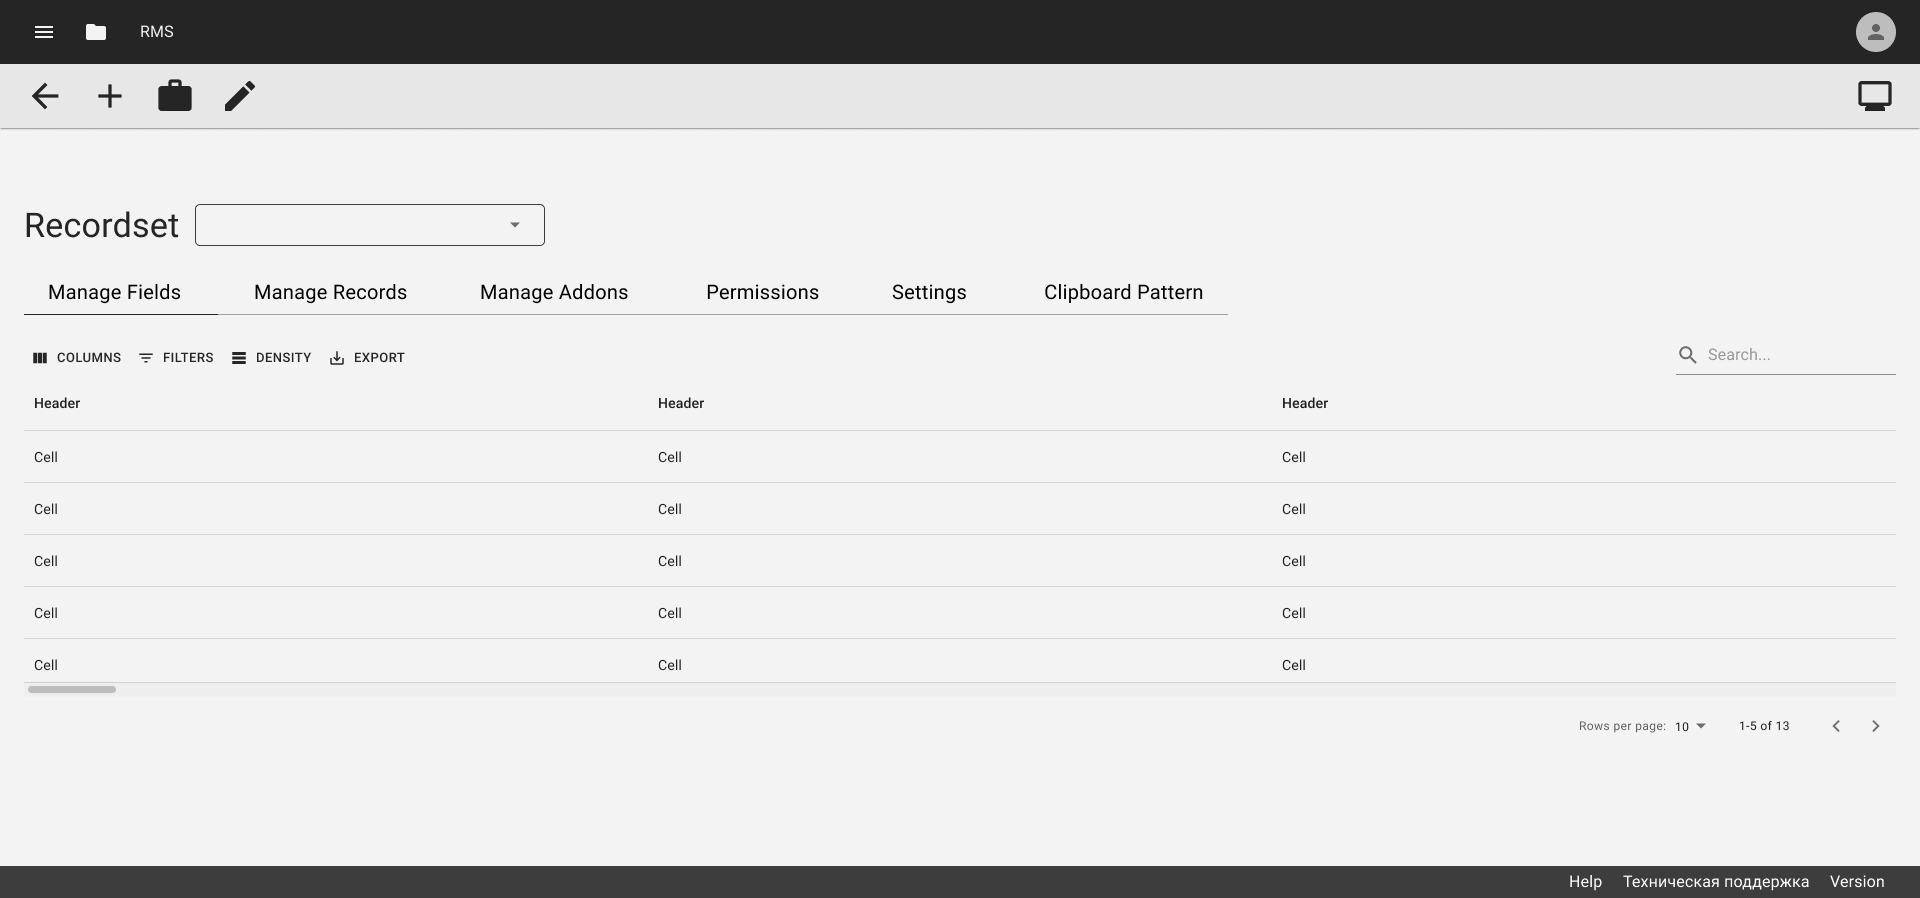 RMS
Recordset
Manage Fields Manage Records Manage Addons Permissions Settings Clipboard Pattern
COLUMNS FILTERS DENSITY EXPORT Search...
Header Header Header
Cell Cell Cell
Cell Cell Cell
Cell Cell Cell
Cell Cell Cell
Cell Cell Cell
Rows per page: 10 1-5 of 13
Help Техническая поддержка Version